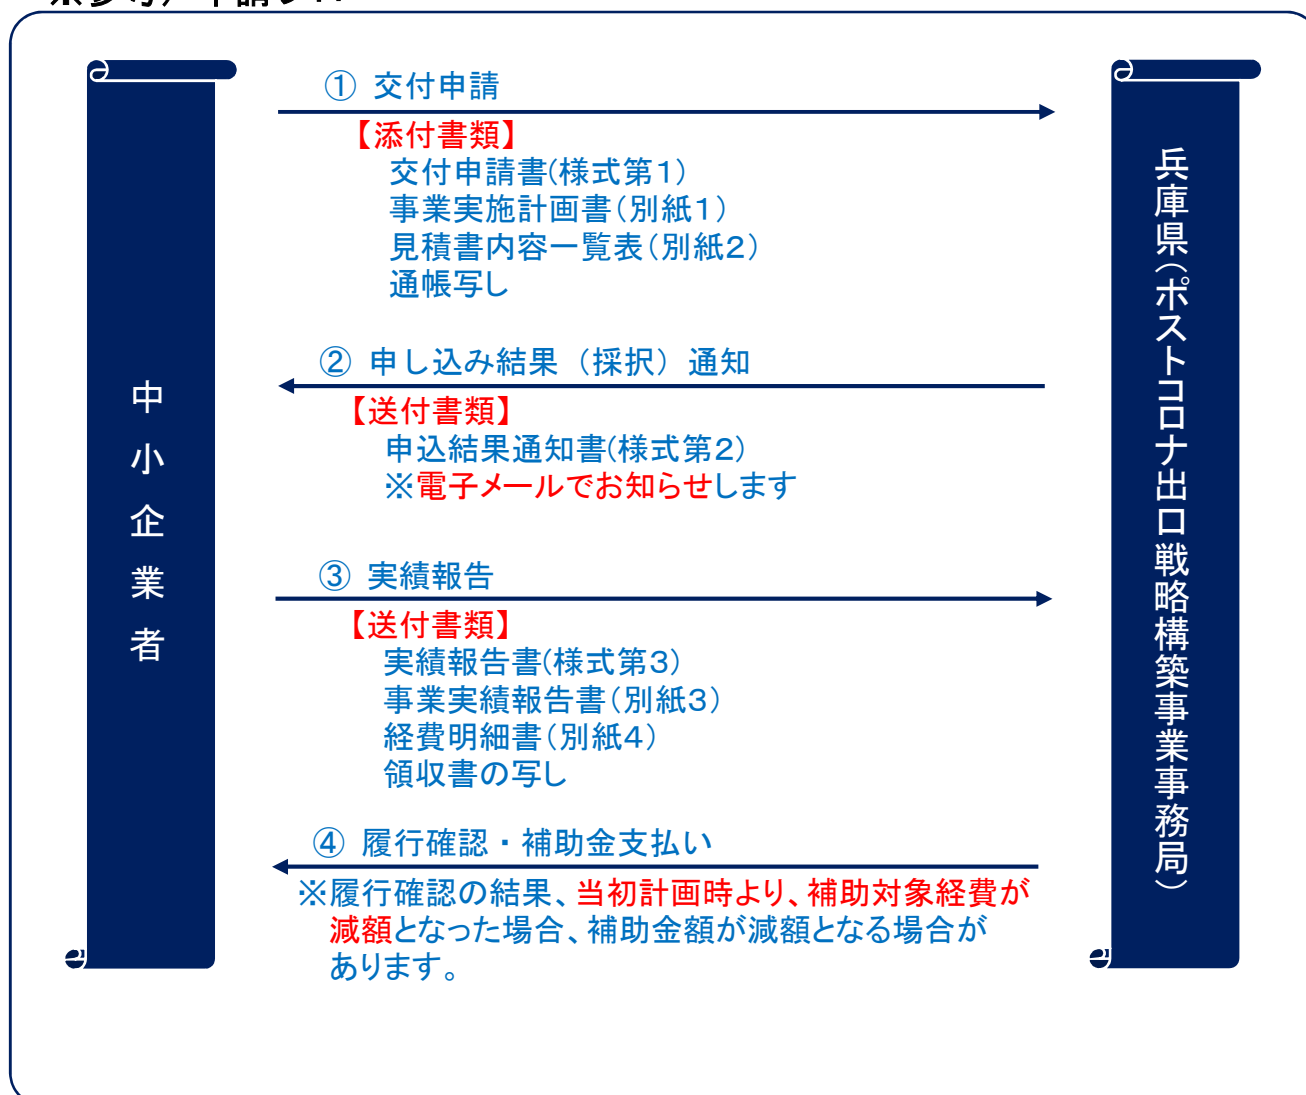 中小企業者
① 交付申請
【添付書類】
交付申請書(様式第1)
事業実施計画書(別紙1)
見積書内容一覧表(別紙2)
通帳写し
② 申し込み結果（採択）通知
【送付書類】
申込結果通知書(様式第2)
※電子メールでお知らせします
③ 実績報告
【送付書類】
実績報告書(様式第3)
事業実績報告書(別紙3)
経費明細書(別紙4)
領収書の写し
④ 履行確認・補助金支払い
※履行確認の結果、当初計画時より、補助対象経費が
減額となった場合、補助金額が減額となる場合が
あります。
兵庫県(ポストコロナ出口戦略構築事業事務局)